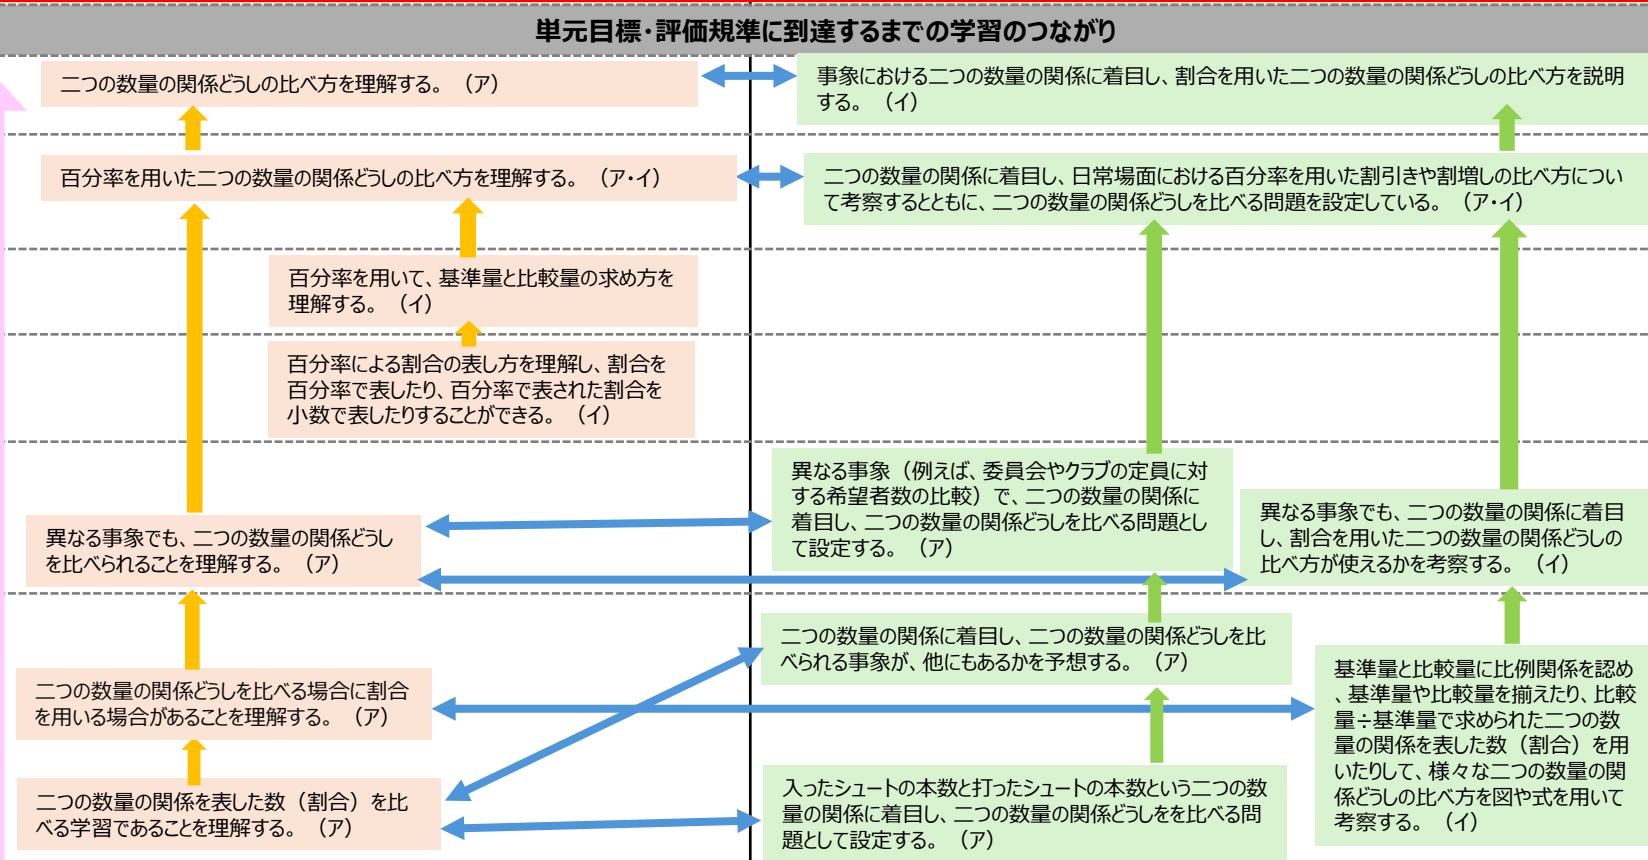 単元目標・評価規準に到達するまでの学習のつながり
二つの数量の関係どうしの比べ方を理解する。（ア）
事象における二つの数量の関係に着目し、割合を用いた二つの数量の関係どうしの比べ方を説明
する。（イ）
百分率を用いた二つの数量の関係どうしの比べ方を理解する。（ア・イ）
二つの数量の関係に着目し、日常場面における百分率を用いた割引きや割増しの比べ方につい
て考察するとともに、二つの数量の関係どうしを比べる問題を設定している。（ア・イ）
百分率を用いて、基準量と比較量の求め方を
理解する。（イ）
百分率による割合の表し方を理解し、割合を
百分率で表したり、百分率で表された割合を
小数で表したりすることができる。（イ）
異なる事象でも、二つの数量の関係どうし
を比べられることを理解する。（ア）
異なる事象（例えば、委員会やクラブの定員に対
する希望者数の比較）で、二つの数量の関係に
着目し、二つの数量の関係どうしを比べる問題とし
て設定する。（ア）
異なる事象でも、二つの数量の関係に着目
し、割合を用いた二つの数量の関係どうしの
比べ方が使えるかを考察する。（イ）
二つの数量の関係どうしを比べる場合に割合
を用いる場合があることを理解する。（ア）
二つの数量の関係に着目し、二つの数量の関係どうしを比
べられる事象が、他にもあるかを予想する。（ア）
基準量と比較量に比例関係を認め
、基準量や比較量を揃えたり、比較
量÷基準量で求められた二つの数
量の関係を表した数（割合）を用
いたりして、様々な二つの数量の関
係どうしの比べ方を図や式を用いて
考察する。（イ）
二つの数量の関係を表した数（割合）を比
べる学習であることを理解する。（ア）
入ったシュートの本数と打ったシュートの本数という二つの数
量の関係に着目し、二つの数量の関係どうしをを比べる問
題として設定する。（ア）